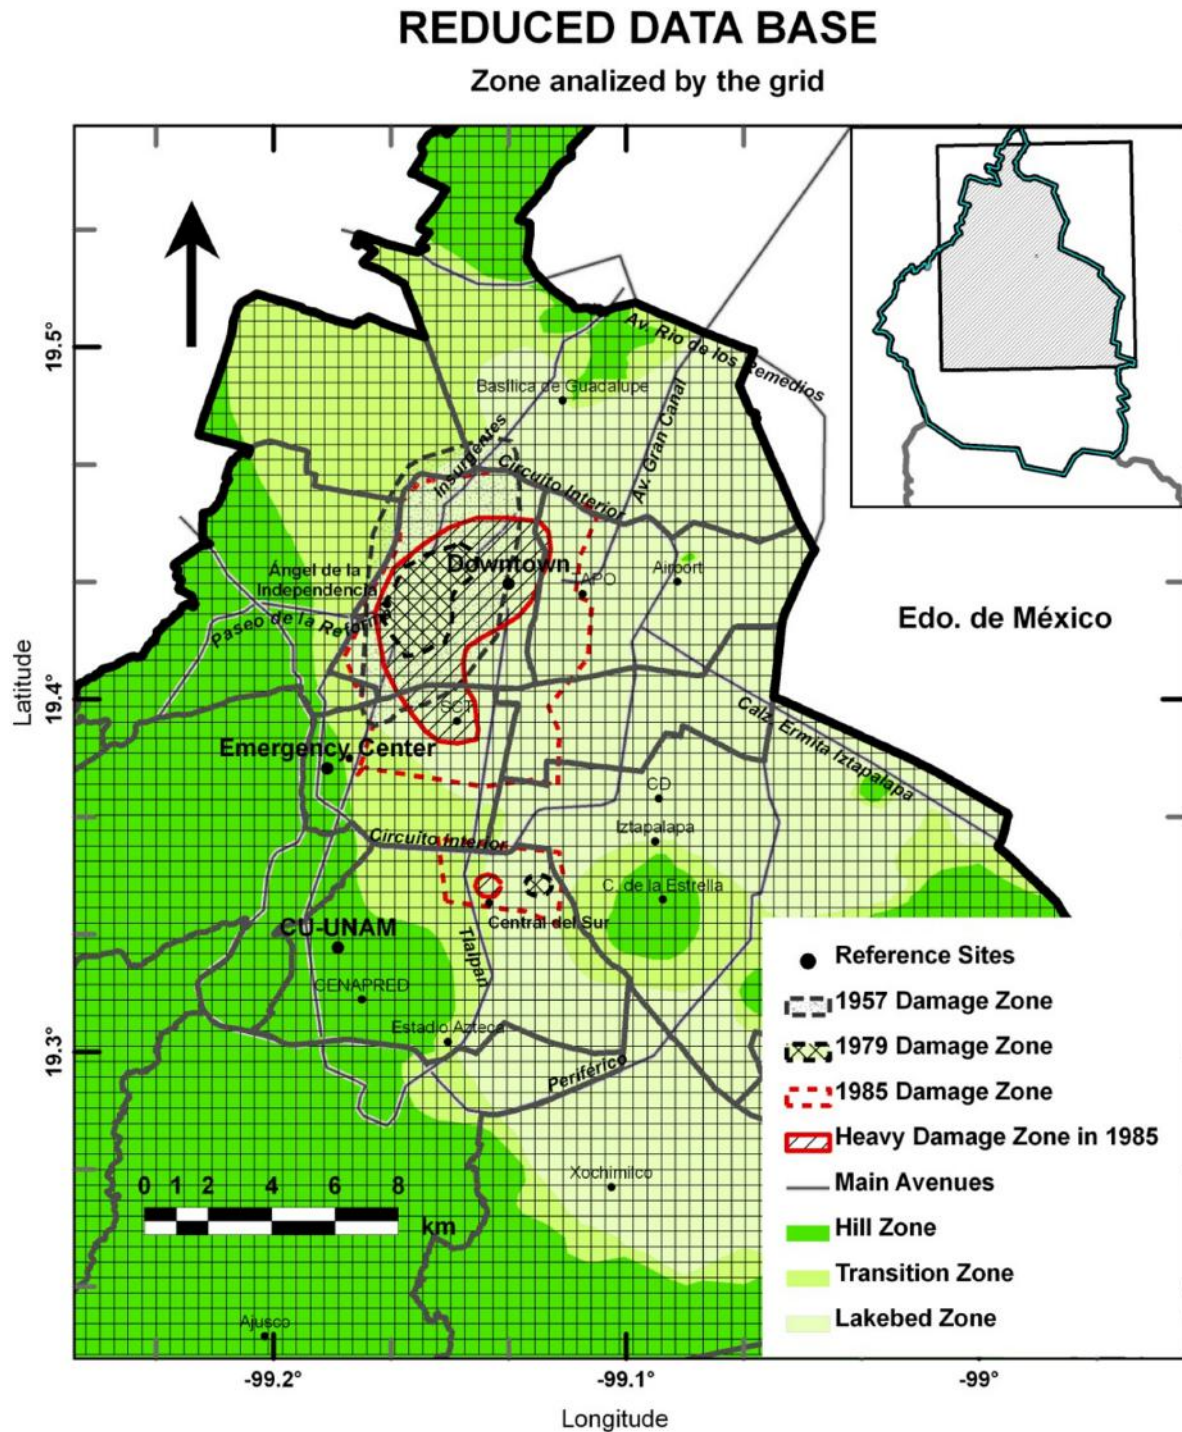 REDUCED DATA BASE
Zone analized by the grid
19.5°
19.4°
19.3°
Latitude
-99.2°
-99.1°
-99°
Longitude
Av. Rio de los Remedios
Basílica de Guadalupe
Av. Gran Canal
Insurgentes
Circuito Interior
Downtown
Ángel de la
Independencia
TAPO
Airport
Paseo de la Reforma
Edo. de México
SCT
Calz. Ermita Iztapalapa
Emergency Center
CD
Iztapalapa
Circuito Interior
C. de la Estrella
Central del Sur
CU-UNAM
Tlalpan
CENAPRED
Estadio Azteca
Periférico
Xochimilco
0 1 2 4 6 8
km
Ajusco
Reference Sites
1957 Damage Zone
1979 Damage Zone
1985 Damage Zone
Heavy Damage Zone in 1985
Main Avenues
Hill Zone
Transition Zone
Lakebed Zone